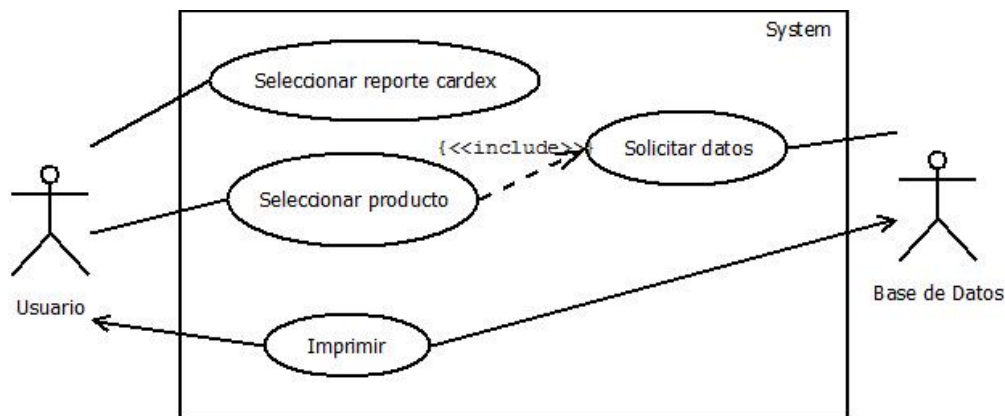 System
Seleccionar reporte cardex
{<<include>>}
Solicitar datos
Seleccionar producto
Usuario
Base de Datos
Imprimir